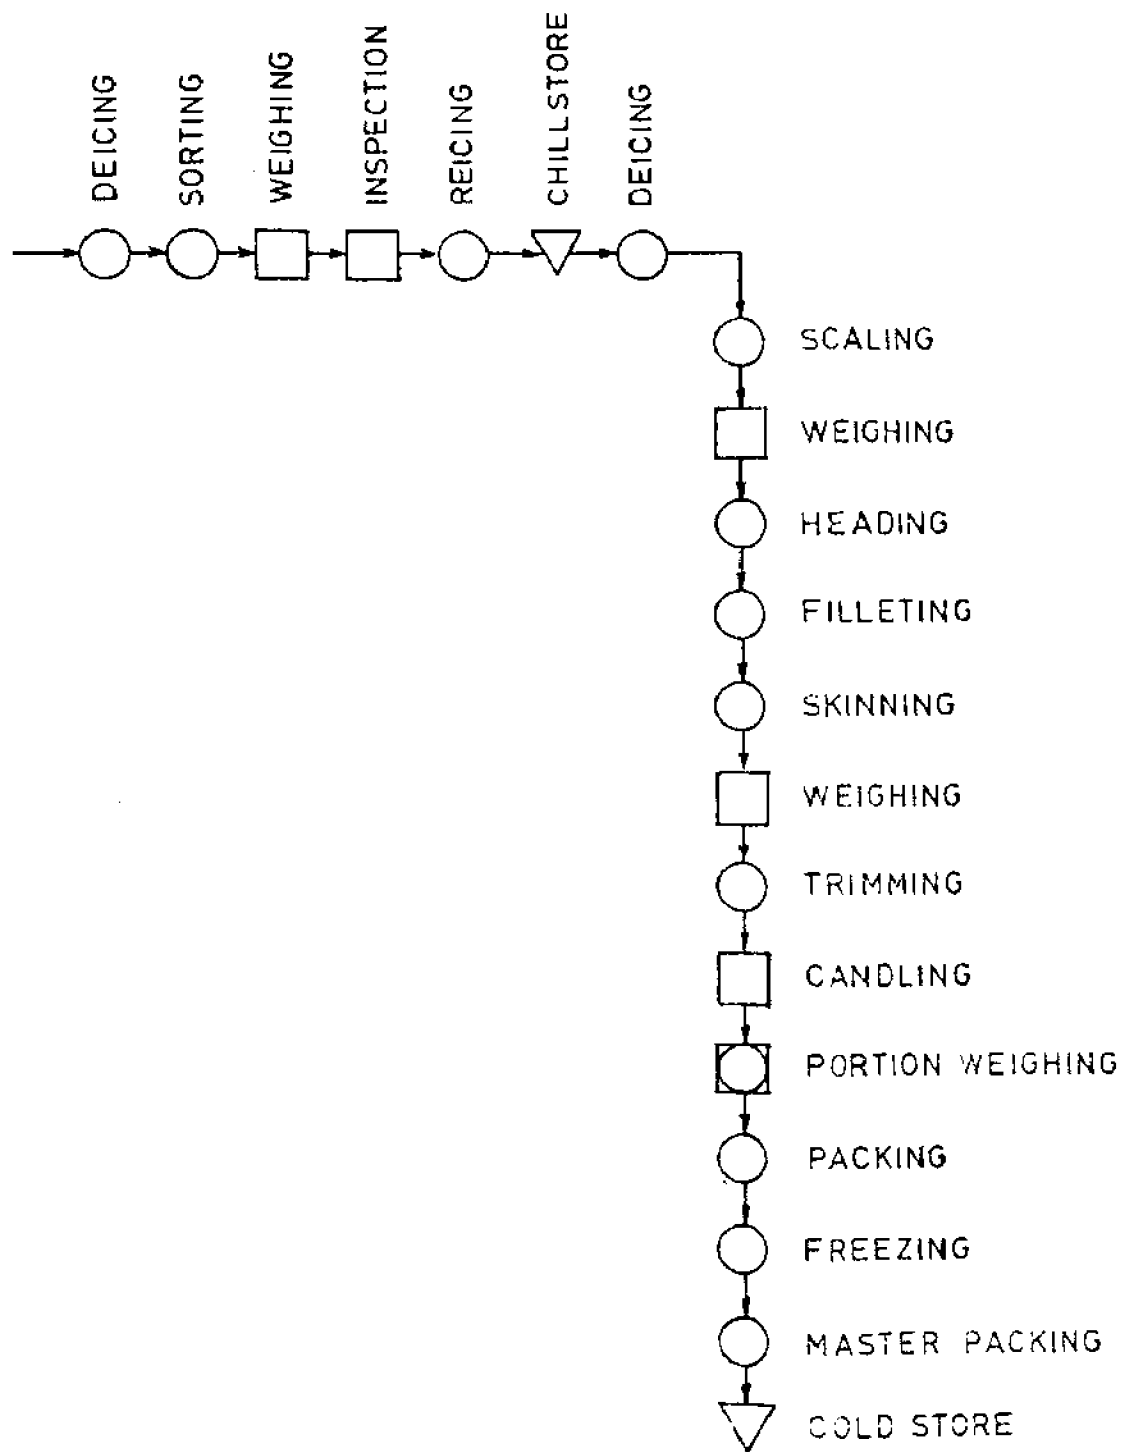 DEICING
SORTING
WEIGHING
INSPECTION
REICING
CHILLSTORE
DEICING
SCALING
WEIGHING
HEADING
FILLETING
SKINNING
WEIGHING
TRIMMING
CANDLING
PORTION WEIGHING
PACKING
FREEZING
MASTER PACKING
COLD STORE